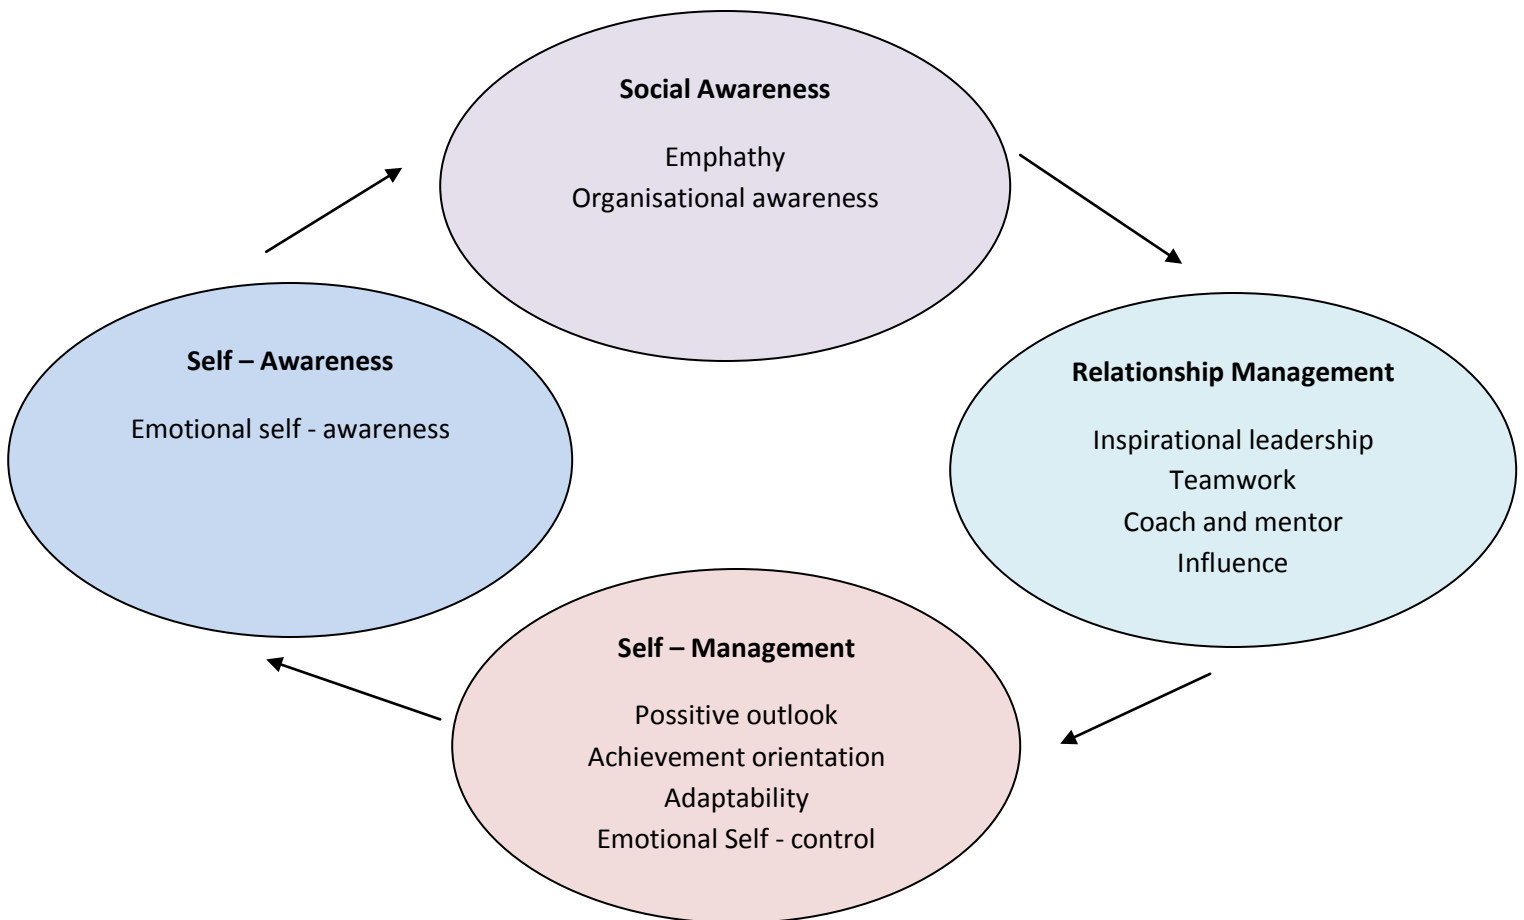 Social Awareness
Emphathy
Organisational awareness
Self – Awareness
Emotional self - awareness
Relationship Management
Inspirational leadership
Teamwork
Coach and mentor
Influence
Self – Management
Possitive outlook
Achievement orientation
Adaptability
Emotional Self - control